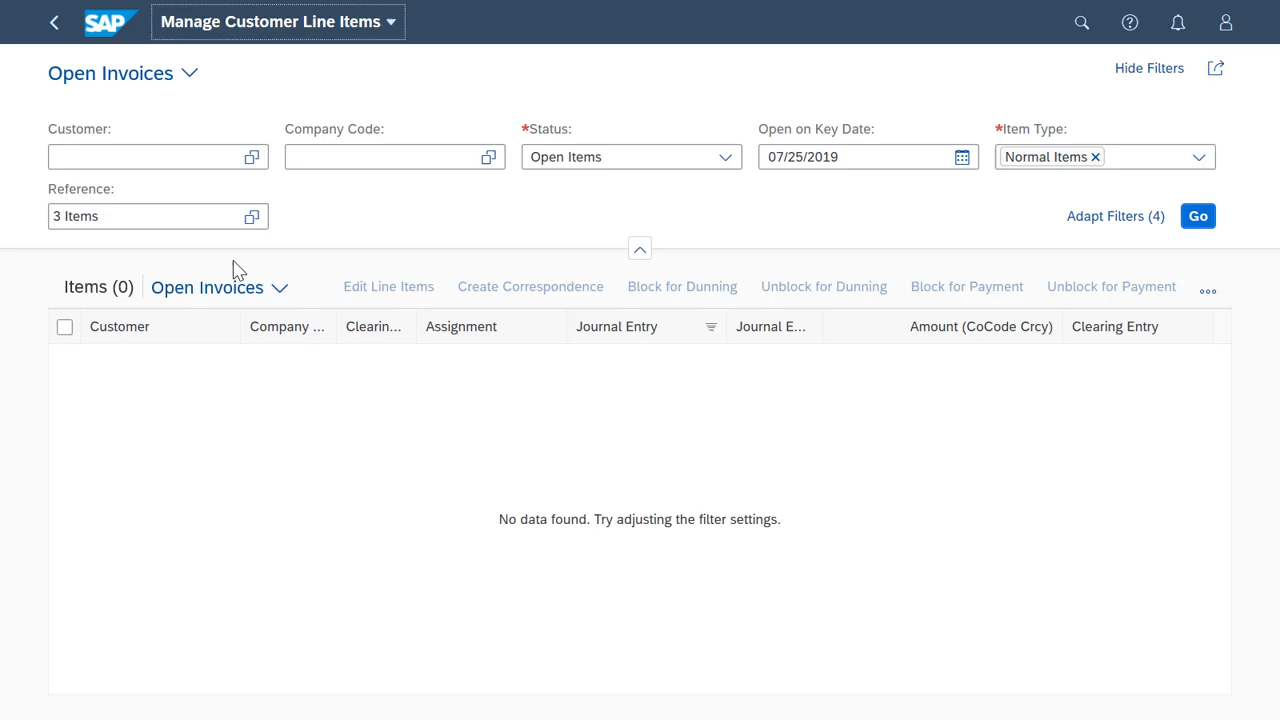 SAP Manage Customer Line Items
Open Invoices
Hide Filters
Customer: Company Code: *Status: Open on Key Date: *Item Type:
Open Items 07/25/2019 Normal Items
Reference:
3 Items
Adapt Filters (4) Go
Items (0) Open Invoices Edit Line Items Create Correspondence Block for Dunning Unblock for Dunning Block for Payment Unblock for Payment
Customer Company ... Clearin... Assignment Journal Entry Journal E... Amount (CoCode Crcy) Clearing Entry
No data found. Try adjusting the filter settings.